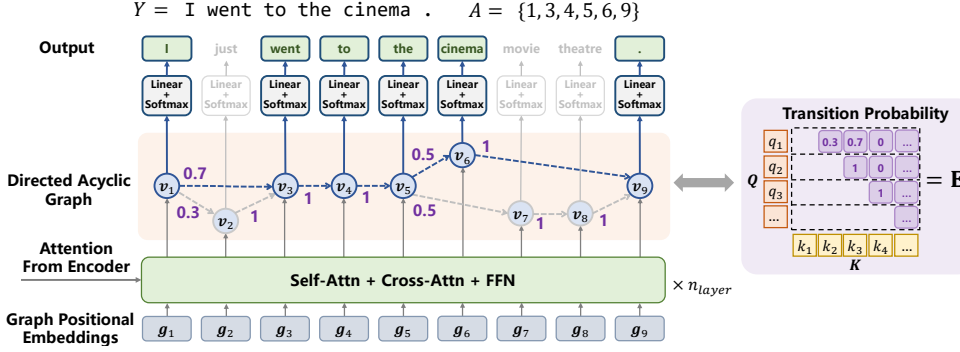 Y = I went to the cinema . A = {1,3,4,5,6,9}
Output I just went to the cinema movie theatre .
Linear + Softmax Linear + Softmax Linear + Softmax Linear + Softmax Linear + Softmax Linear + Softmax Linear + Softmax Linear + Softmax Linear + Softmax
Directed Acyclic Graph
v1 v2 v3 v4 v5 v6 v7 v8 v9
0.7 0.3 1 1 1 0.5 0.5 1 1 1
Attention From Encoder
Self-Attn + Cross-Attn + FFN
× n_layer
Graph Positional Embeddings
g1 g2 g3 g4 g5 g6 g7 g8 g9
Transition Probability
q1 0.3 0.7 0 ...
q2 1 0 ...
Q
q3 1 ...
= E
... ...
k1 k2 k3 k4 ...
K